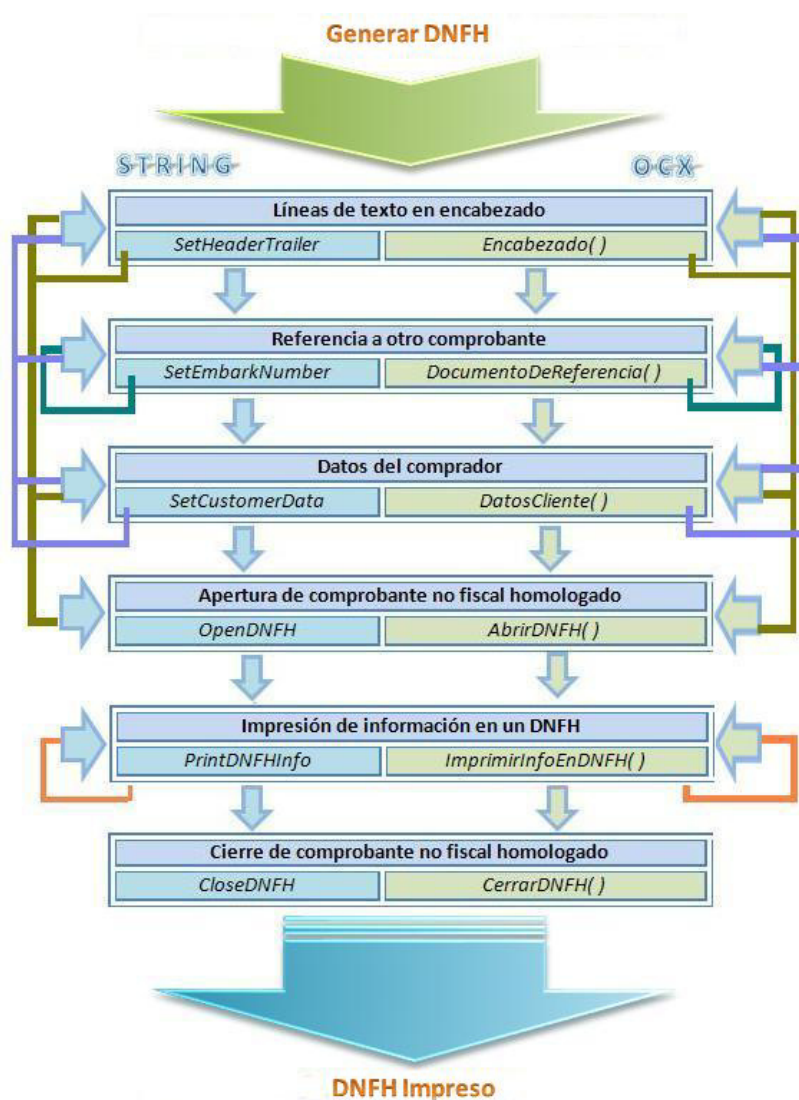 Generar DNFH
STRING OCX
Líneas de texto en encabezado
SetHeaderTrailer Encabezado( )
Referencia a otro comprobante
SetEmbarkNumber DocumentoDeReferencia( )
Datos del comprador
SetCustomerData DatosCliente( )
Apertura de comprobante no fiscal homologado
OpenDNFH AbrirDNFH( )
Impresión de información en un DNFH
PrintDNFHInfo ImprimirInfoEnDNFH( )
Cierre de comprobante no fiscal homologado
CloseDNFH CerrarDNFH( )
DNFH Impreso